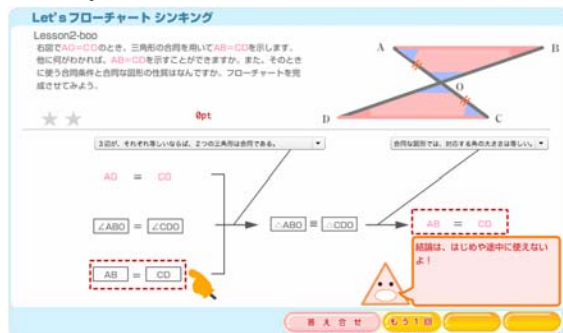 Let'sフローチャート シンキング
Lesson2-boo
右図でAO=COのとき、三角形の合同を用いてAB=CDを示します。
他に何がわかれば、AB=CDを示すことができますか。また、そのとき
に使う合同条件と合同な図形の性質はなんですか。フローチャートを完
成させてみよう。
A
B
O
D
C
0pt
3辺が、それぞれ等しいならば、2つの三角形は合同である。
合同な図形では、対応する角の大きさは等しい。
AO = CO
∠ABO = ∠CDO
△ABO ≡ △CDO
AB = CD
AB = CD
結論は、はじめや途中に使えない
よ！
答え合せ
もう1回